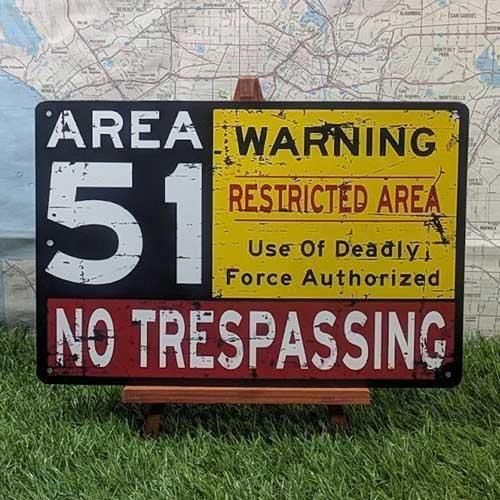 AREA
51
WARNING
RESTRICTED AREA
Use Of Deadly
Force Authorized
NO TRESPASSING